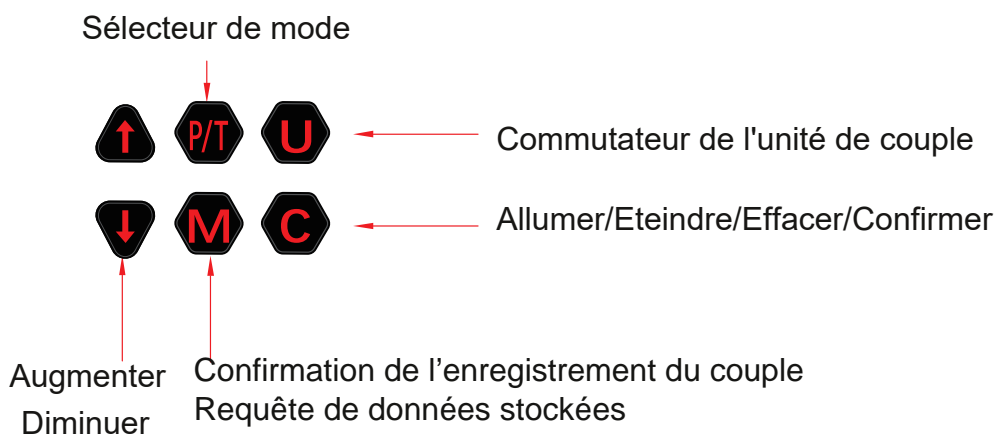 Sélecteur de mode
P/T U
Commutateur de l'unité de couple
M C
Allumer/Eteindre/Effacer/Confirmer
Augmenter
Diminuer
Confirmation de l’enregistrement du couple
Requête de données stockées